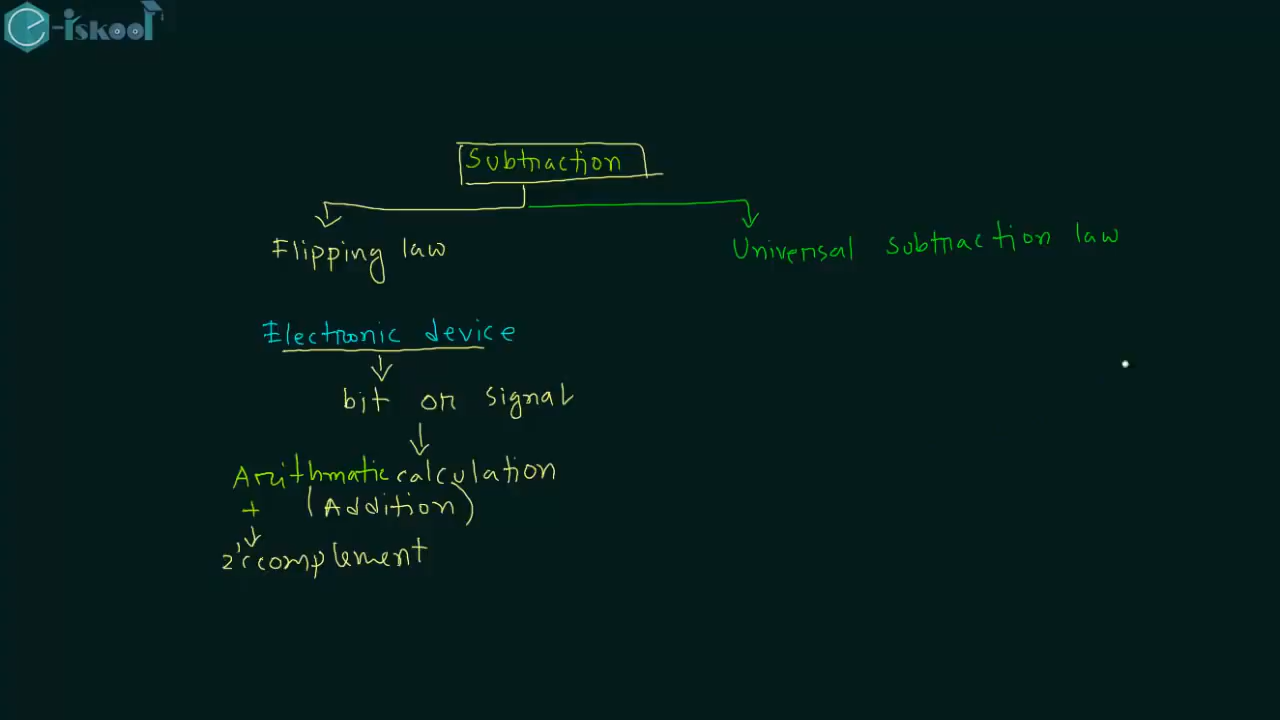 e-iskool
Subtraction
Flipping law
Universal subtraction law
Electronic device
bit or signal
Arithmatic calculation
+ (Addition)
2's complement